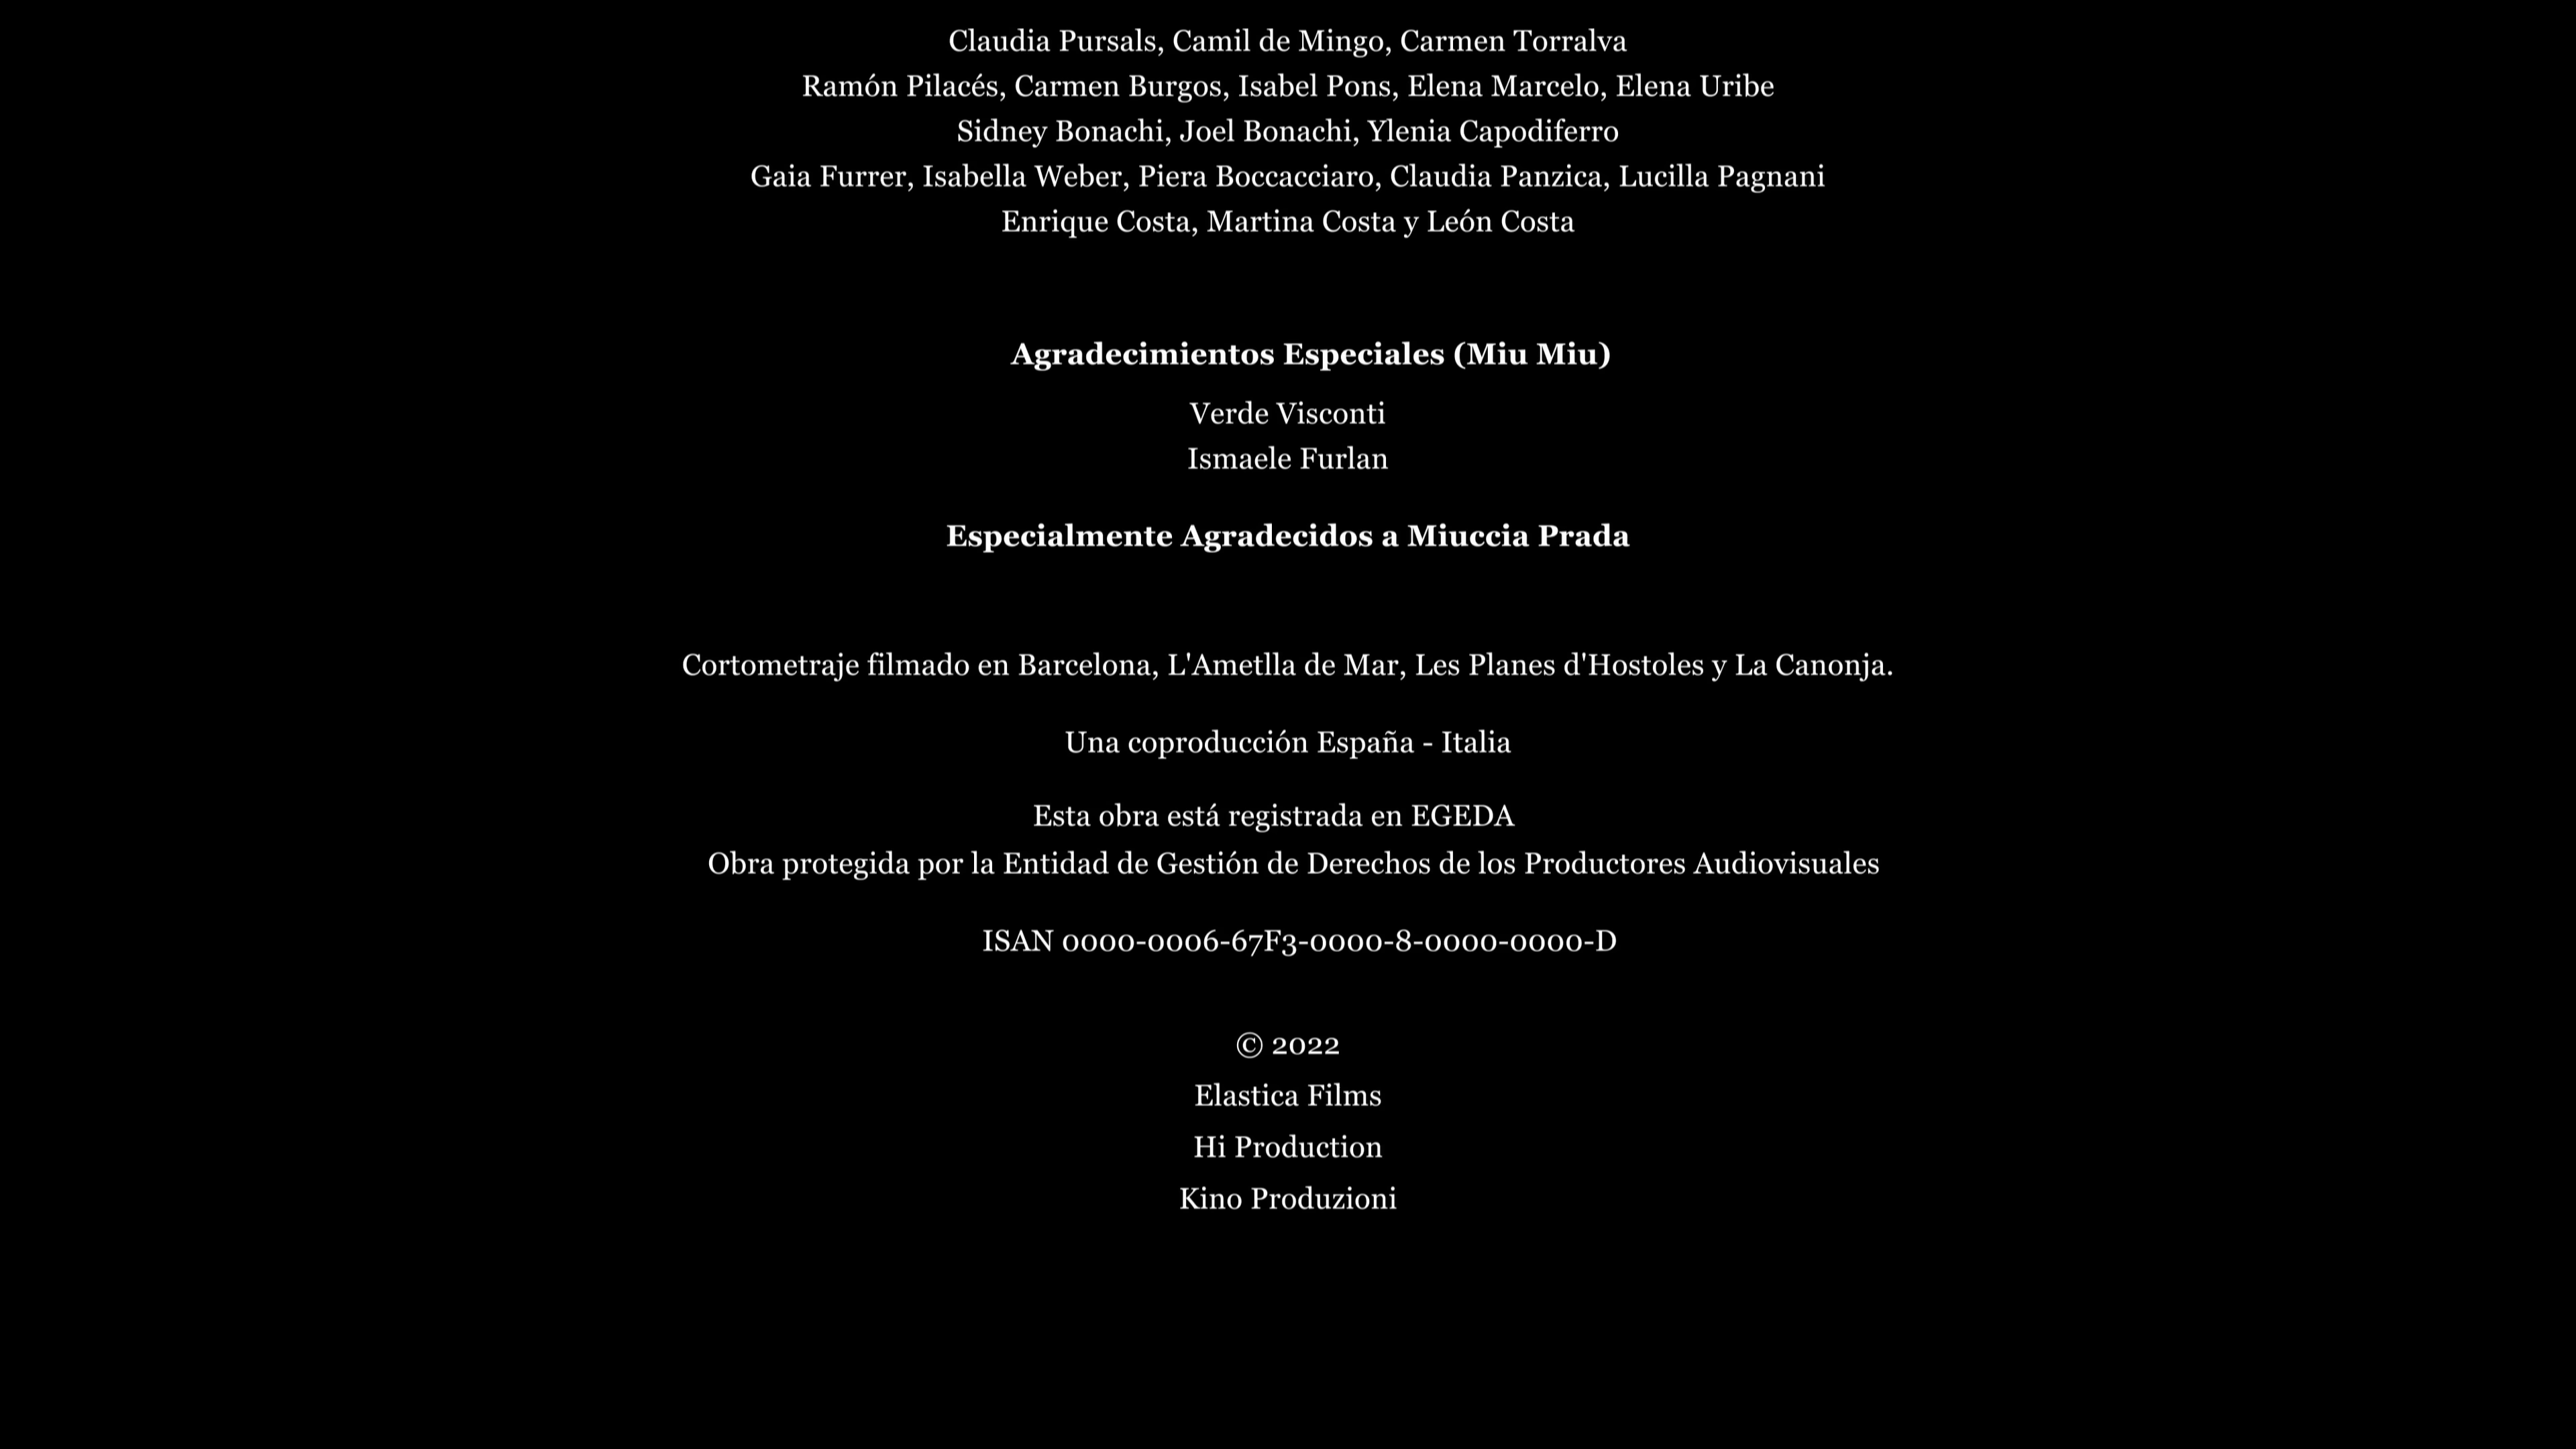 Claudia Pursals, Camil de Mingo, Carmen Torralva
Ramón Pilacés, Carmen Burgos, Isabel Pons, Elena Marcelo, Elena Uribe
Sidney Bonachi, Joel Bonachi, Ylenia Capodiferro
Gaia Furrer, Isabella Weber, Piera Boccacciaro, Claudia Panzica, Lucilla Pagnani
Enrique Costa, Martina Costa y León Costa
Agradecimientos Especiales (Miu Miu)
Verde Visconti
Ismaele Furlan
Especialmente Agradecidos a Miuccia Prada
Cortometraje filmado en Barcelona, L'Ametlla de Mar, Les Planes d'Hostoles y La Canonja.
Una coproducción España - Italia
Esta obra está registrada en EGEDA
Obra protegida por la Entidad de Gestión de Derechos de los Productores Audiovisuales
ISAN 0000-0006-67F3-0000-8-0000-0000-D
© 2022
Elastica Films
Hi Production
Kino Produzioni